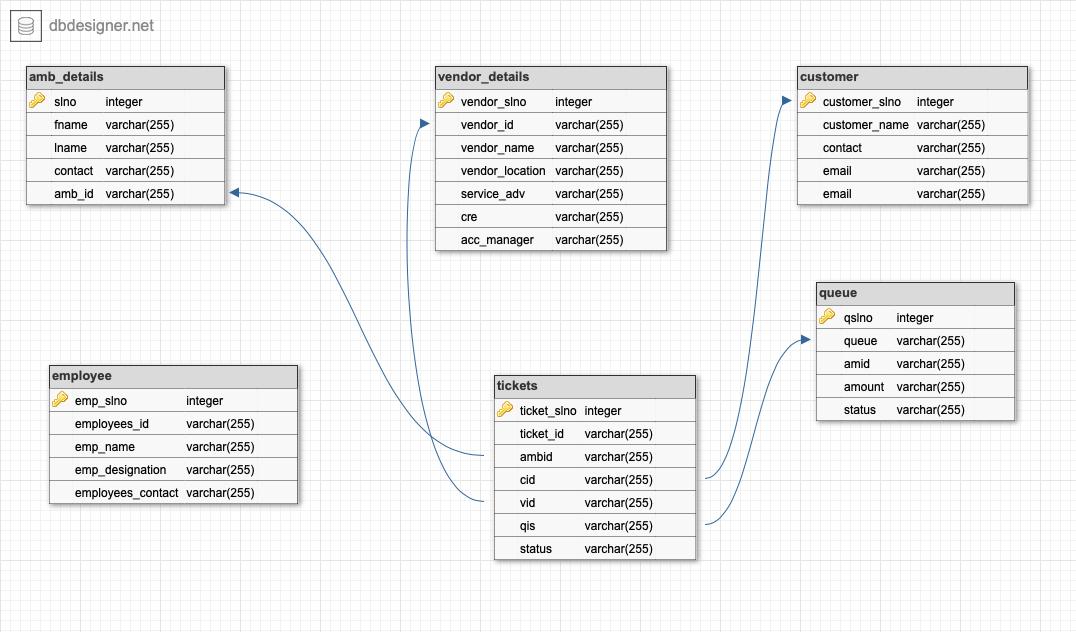 dbdesigner.net
amb_details
slno integer
fname varchar(255)
lname varchar(255)
contact varchar(255)
amb_id varchar(255)
vendor_details
vendor_slno integer
vendor_id varchar(255)
vendor_name varchar(255)
vendor_location varchar(255)
service_adv varchar(255)
cre varchar(255)
acc_manager varchar(255)
customer
customer_slno integer
customer_name varchar(255)
contact varchar(255)
email varchar(255)
email varchar(255)
queue
qslno integer
queue varchar(255)
amid varchar(255)
amount varchar(255)
status varchar(255)
employee
emp_slno integer
employees_id varchar(255)
emp_name varchar(255)
emp_designation varchar(255)
employees_contact varchar(255)
tickets
ticket_slno integer
ticket_id varchar(255)
ambid varchar(255)
cid varchar(255)
vid varchar(255)
qis varchar(255)
status varchar(255)